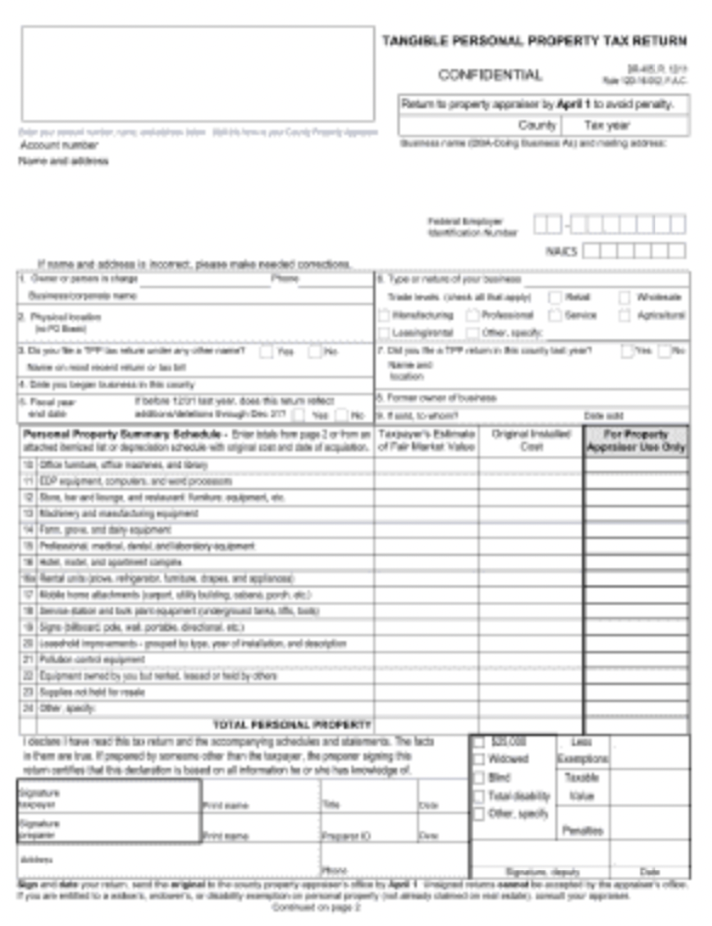 TANGIBLE PERSONAL PROPERTY TAX RETURN
CONFIDENTIAL
Return to property appraiser by April 1 to avoid penalty.
County Tax year
Account number
Business name (DBA-Doing Business As) and mailing address:
Name and address
Federal Employer
Identification Number
NAICS
If name and address is incorrect, please make needed corrections.
1. Owner or person in charge Phone
Business/corporate name
2. Physical location
(no PO Boxes)
3. Do you file a TPP tax return under any other name? Yes No
Name on most recent return or tax bill
4. Date you began business in this county
5. Fiscal year If before 12/31 last year, does this return reflect
end date additions/deletions through Dec 31? Yes No
6. Type or nature of your business
Trade levels (check all that apply) Retail Wholesale
Manufacturing Professional Service Agricultural
Leasing/rental Other, specify:
7. Did you file a TPP return in this county last year? Yes No
Name and
location
8. Former owner of business
9. If sold, to whom? Date sold
Personal Property Summary Schedule - Enter totals from page 2 or from an
attached itemized list or depreciation schedule with original cost and date of acquisition.
Taxpayer's Estimate
of Fair Market Value
Original Installed
Cost
For Property
Appraiser Use Only
10 Office furniture, office machines, and library
11 EDP equipment, computers, and word processors
12 Store, bar and lounge, and restaurant furniture, equipment, etc.
13 Machinery and manufacturing equipment
14 Farm, grove, and dairy equipment
15 Professional, medical, dental, and laboratory equipment
16 Hotel, motel, and apartment complex
16a Rental units (stove, refrigerator, furniture, drapes, and appliances)
17 Mobile home attachments (carport, utility building, cabana, porch, etc.)
18 Service station and bulk plant equipment (underground tanks, lifts, tools)
19 Signs (billboard, pole, wall, portable, directional, etc.)
20 Leasehold improvements - grouped by type, year of installation, and description
21 Pollution control equipment
22 Equipment owned by you but rented, leased or held by others
23 Supplies not held for resale
24 Other, specify:
TOTAL PERSONAL PROPERTY
I declare I have read this tax return and the accompanying schedules and statements. The facts
in them are true. If prepared by someone other than the taxpayer, the preparer signing this
return certifies that this declaration is based on all information he or she has knowledge of.
$25,000
Widowed
Blind
Total disability
Other, specify
Less
Exemptions
Taxable
Value
Penalties
Signature
taxpayer Print name Title Date
Signature
preparer Print name Preparer ID Date
Address
Phone
Signature, deputy Date
Sign and date your return, send the original to the county property appraiser's office by April 1 Unsigned returns cannot be accepted by the appraiser's office.
If you are entitled to a widow's, widower's, or disability exemption on personal property (not already claimed on real estate), consult your appraiser.
Continued on page 2